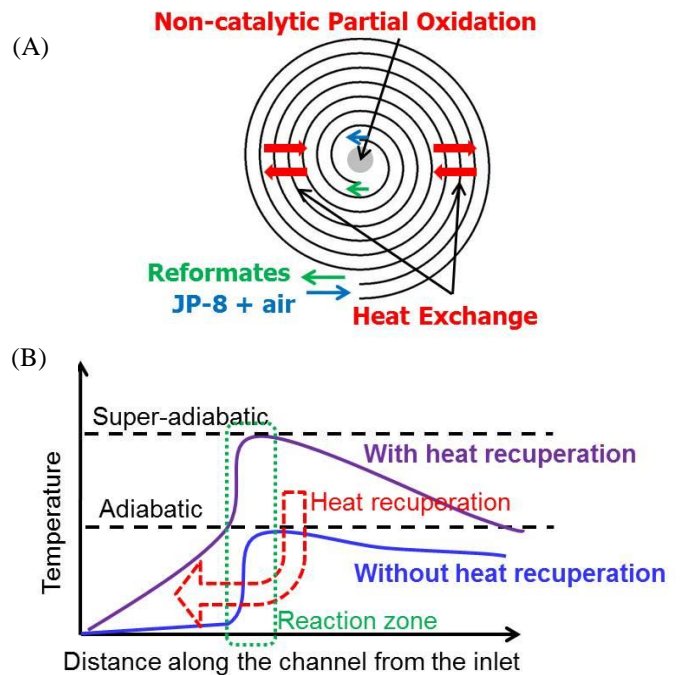 (A)
Non-catalytic Partial Oxidation
Reformates
JP-8 + air
Heat Exchange
(B)
Temperature
Super-adiabatic
With heat recuperation
Adiabatic
Heat recuperation
Without heat recuperation
Reaction zone
Distance along the channel from the inlet